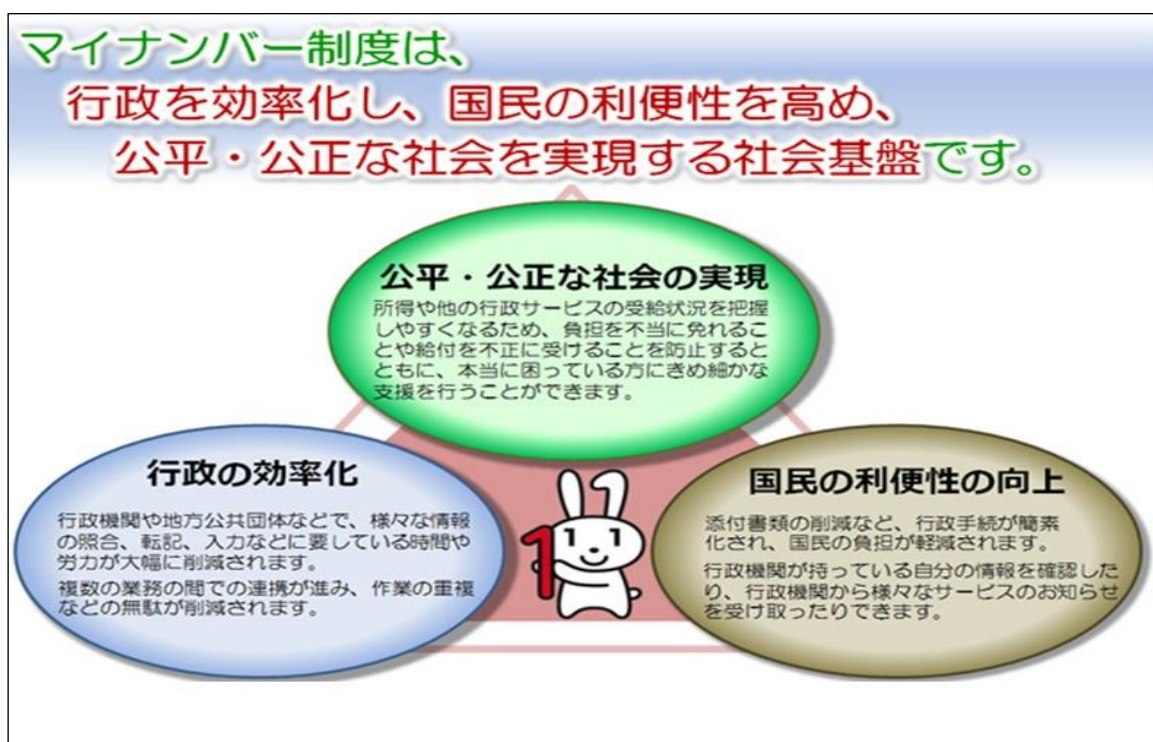 マイナンバー制度は、
行政を効率化し、国民の利便性を高め、
公平・公正な社会を実現する社会基盤です。
公平・公正な社会の実現
所得や他の行政サービスの受給状況を把握
しやすくなるため、負担を不当に免れるこ
とや給付を不正に受けることを防止すると
ともに、本当に困っている方にきめ細かな
支援を行うことができます。
行政の効率化
行政機関や地方公共団体などで、様々な情報
の照合、転記、入力などに要している時間や
労力が大幅に削減されます。
複数の業務の間での連携が進み、作業の重複
などの無駄が削減されます。
国民の利便性の向上
添付書類の削減など、行政手続が簡素
化され、国民の負担が軽減されます。
行政機関が持っている自分の情報を確認した
り、行政機関から様々なサービスのお知らせ
を受け取ったりできます。
1